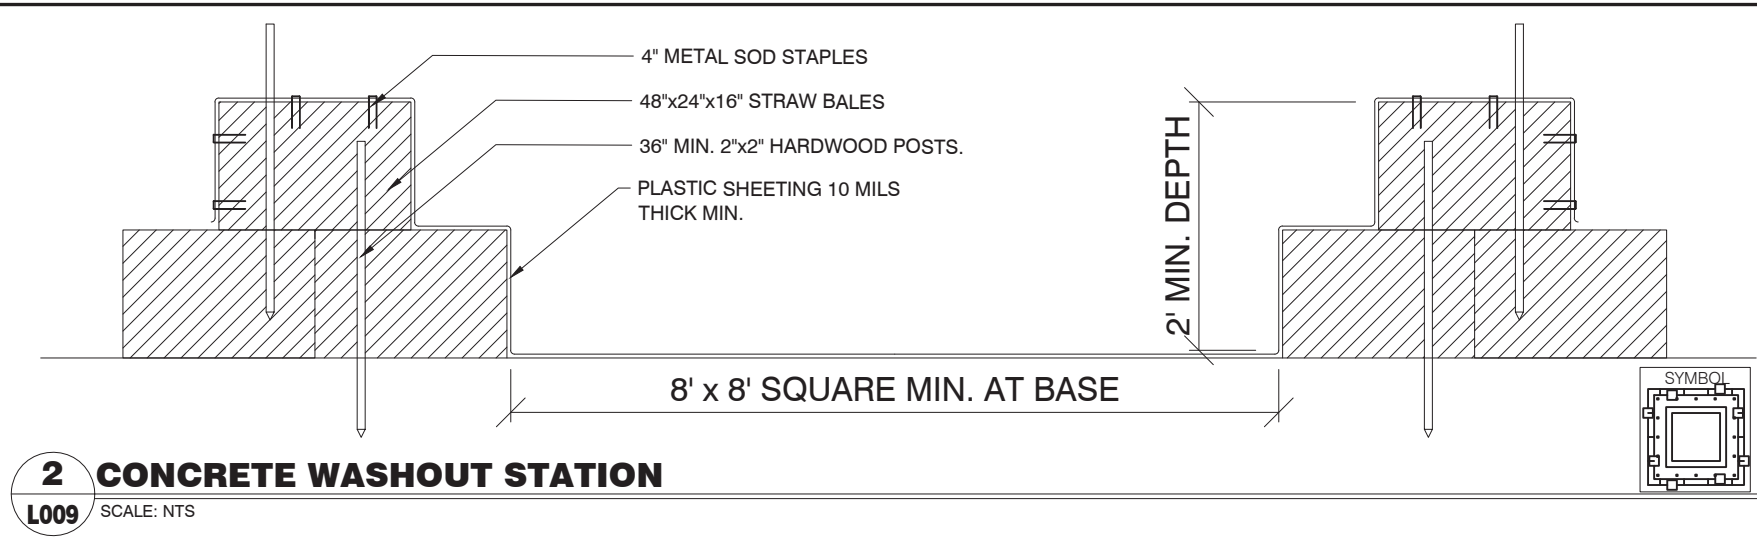 4" METAL SOD STAPLES
48"x24"x16" STRAW BALES
36" MIN. 2"x2" HARDWOOD POSTS.
PLASTIC SHEETING 10 MILS
THICK MIN.
2' MIN. DEPTH
8' x 8' SQUARE MIN. AT BASE
SYMBOL
2
CONCRETE WASHOUT STATION
L009
SCALE: NTS